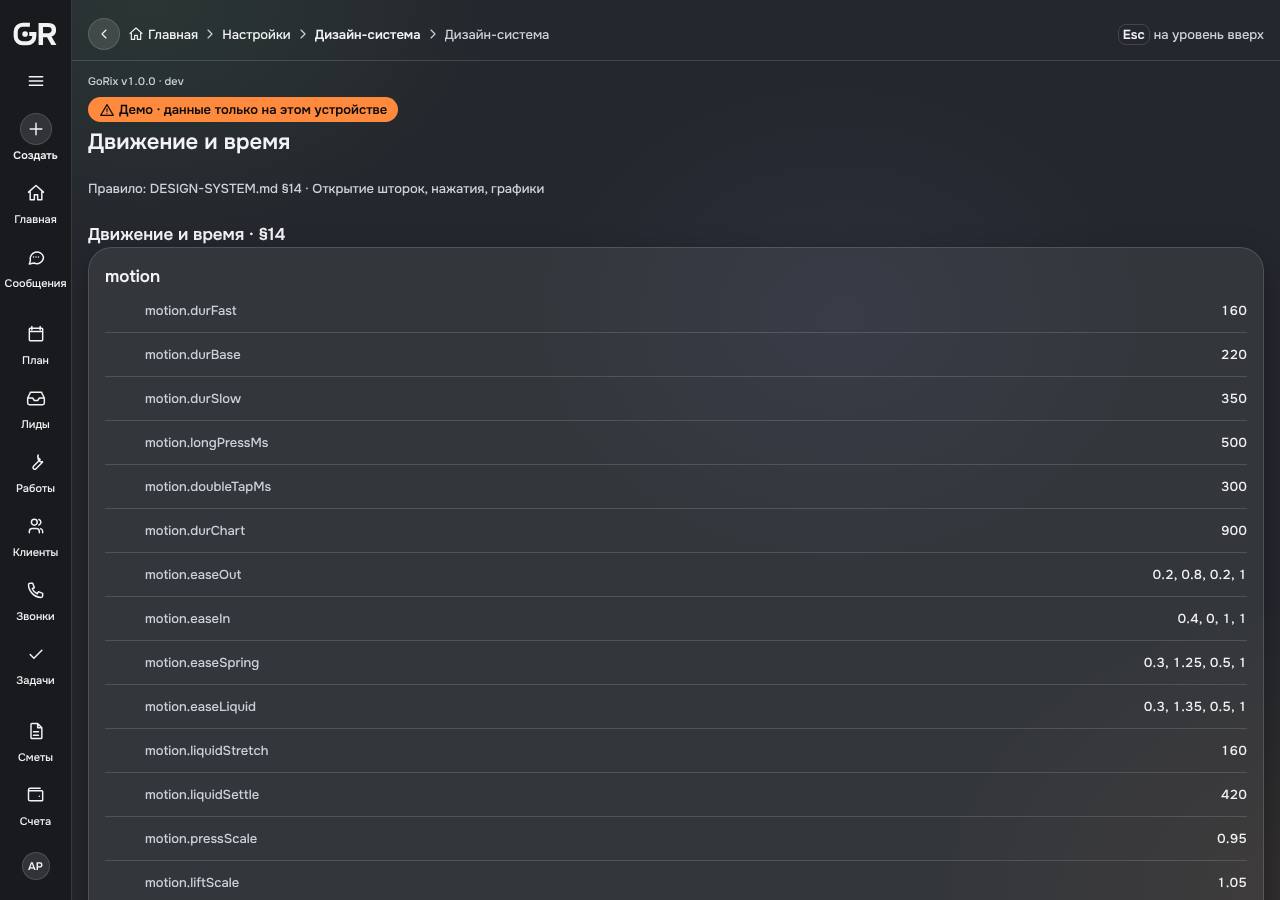 GR
Главная
Настройки
Дизайн-система
Дизайн-система
Esc на уровень вверх
GoRix v1.0.0 · dev
Демо · данные только на этом устройстве
Движение и время
Правило: DESIGN-SYSTEM.md §14 · Открытие шторок, нажатия, графики
Движение и время · §14
motion
motion.durFast 160
motion.durBase 220
motion.durSlow 350
motion.longPressMs 500
motion.doubleTapMs 300
motion.durChart 900
motion.easeOut 0.2, 0.8, 0.2, 1
motion.easeIn 0.4, 0, 1, 1
motion.easeSpring 0.3, 1.25, 0.5, 1
motion.easeLiquid 0.3, 1.35, 0.5, 1
motion.liquidStretch 160
motion.liquidSettle 420
motion.pressScale 0.95
motion.liftScale 1.05
Создать
Главная
Сообщения
План
Лиды
Работы
Клиенты
Звонки
Задачи
Сметы
Счета
AP